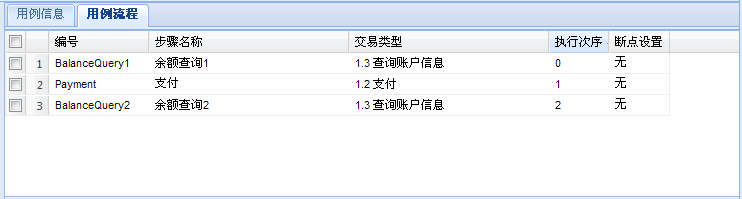 用例信息 用例流程
编号 步骤名称 交易类型 执行次序 断点设置
1 BalanceQuery1 余额查询1 1.3 查询账户信息 0 无
2 Payment 支付 1.2 支付 1 无
3 BalanceQuery2 余额查询2 1.3 查询账户信息 2 无